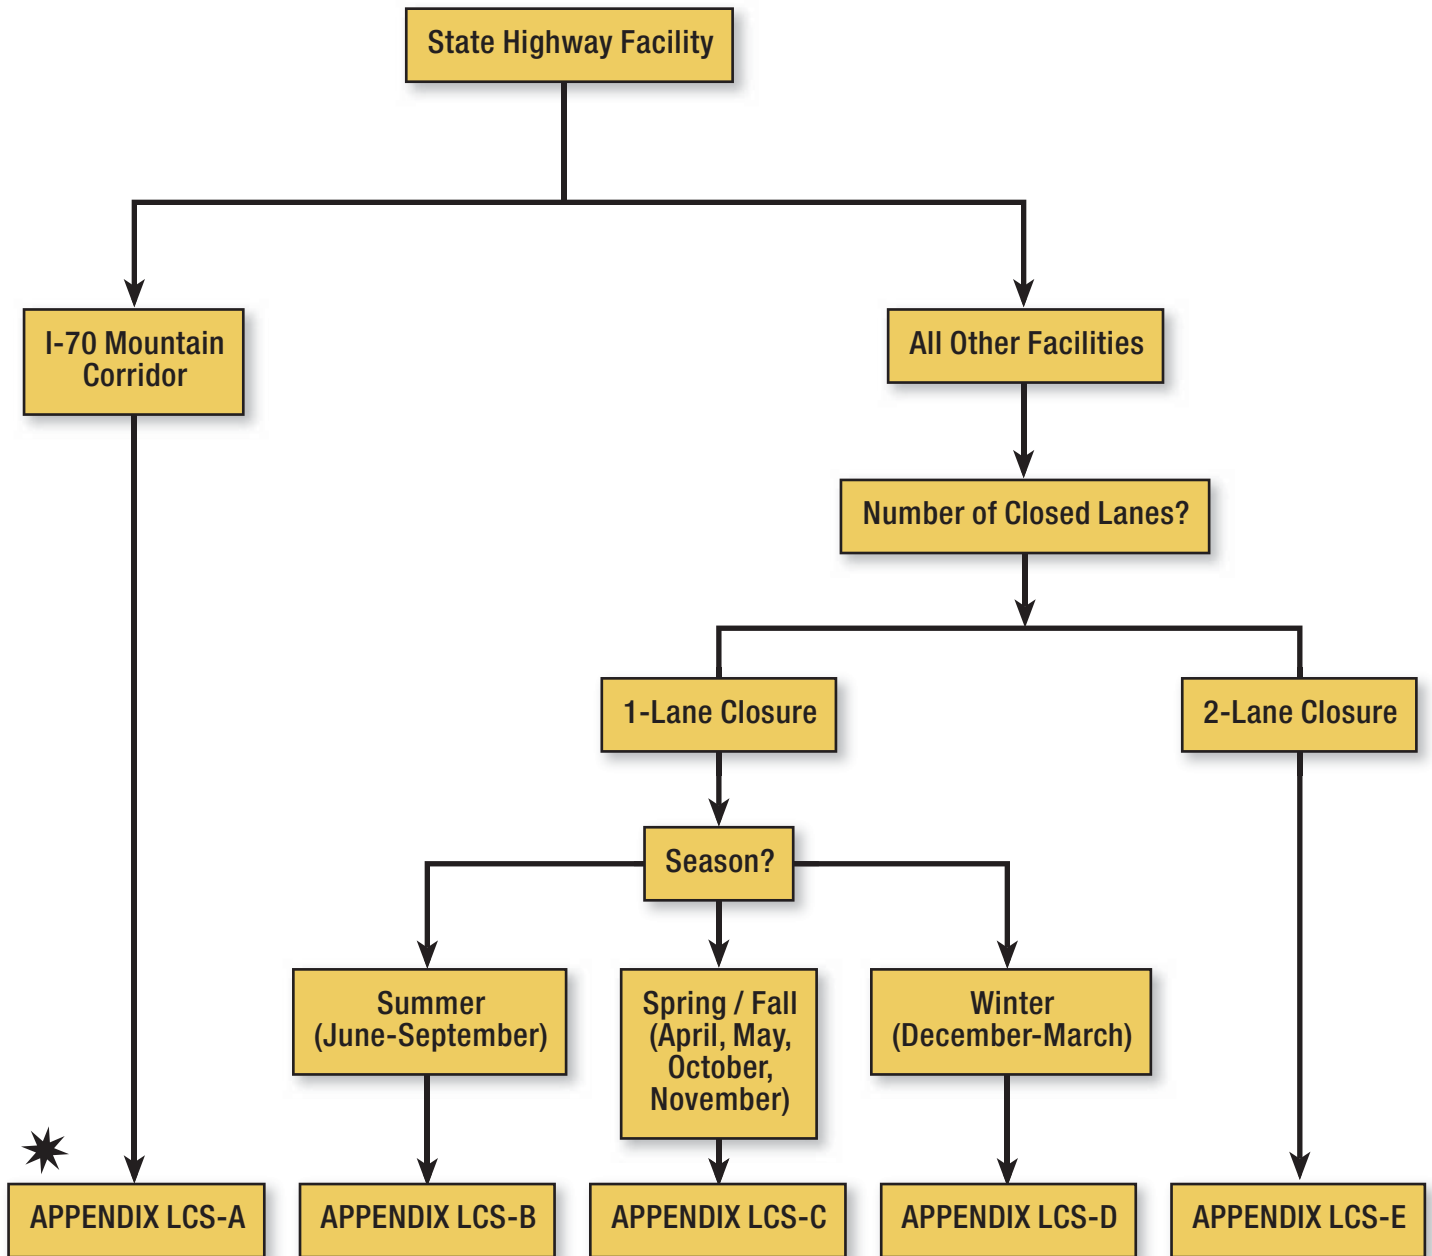 State Highway Facility
I-70 Mountain
Corridor
All Other Facilities
Number of Closed Lanes?
1-Lane Closure
2-Lane Closure
Season?
Summer
(June-September)
Spring / Fall
(April, May,
October,
November)
Winter
(December-March)
APPENDIX LCS-A
APPENDIX LCS-B
APPENDIX LCS-C
APPENDIX LCS-D
APPENDIX LCS-E